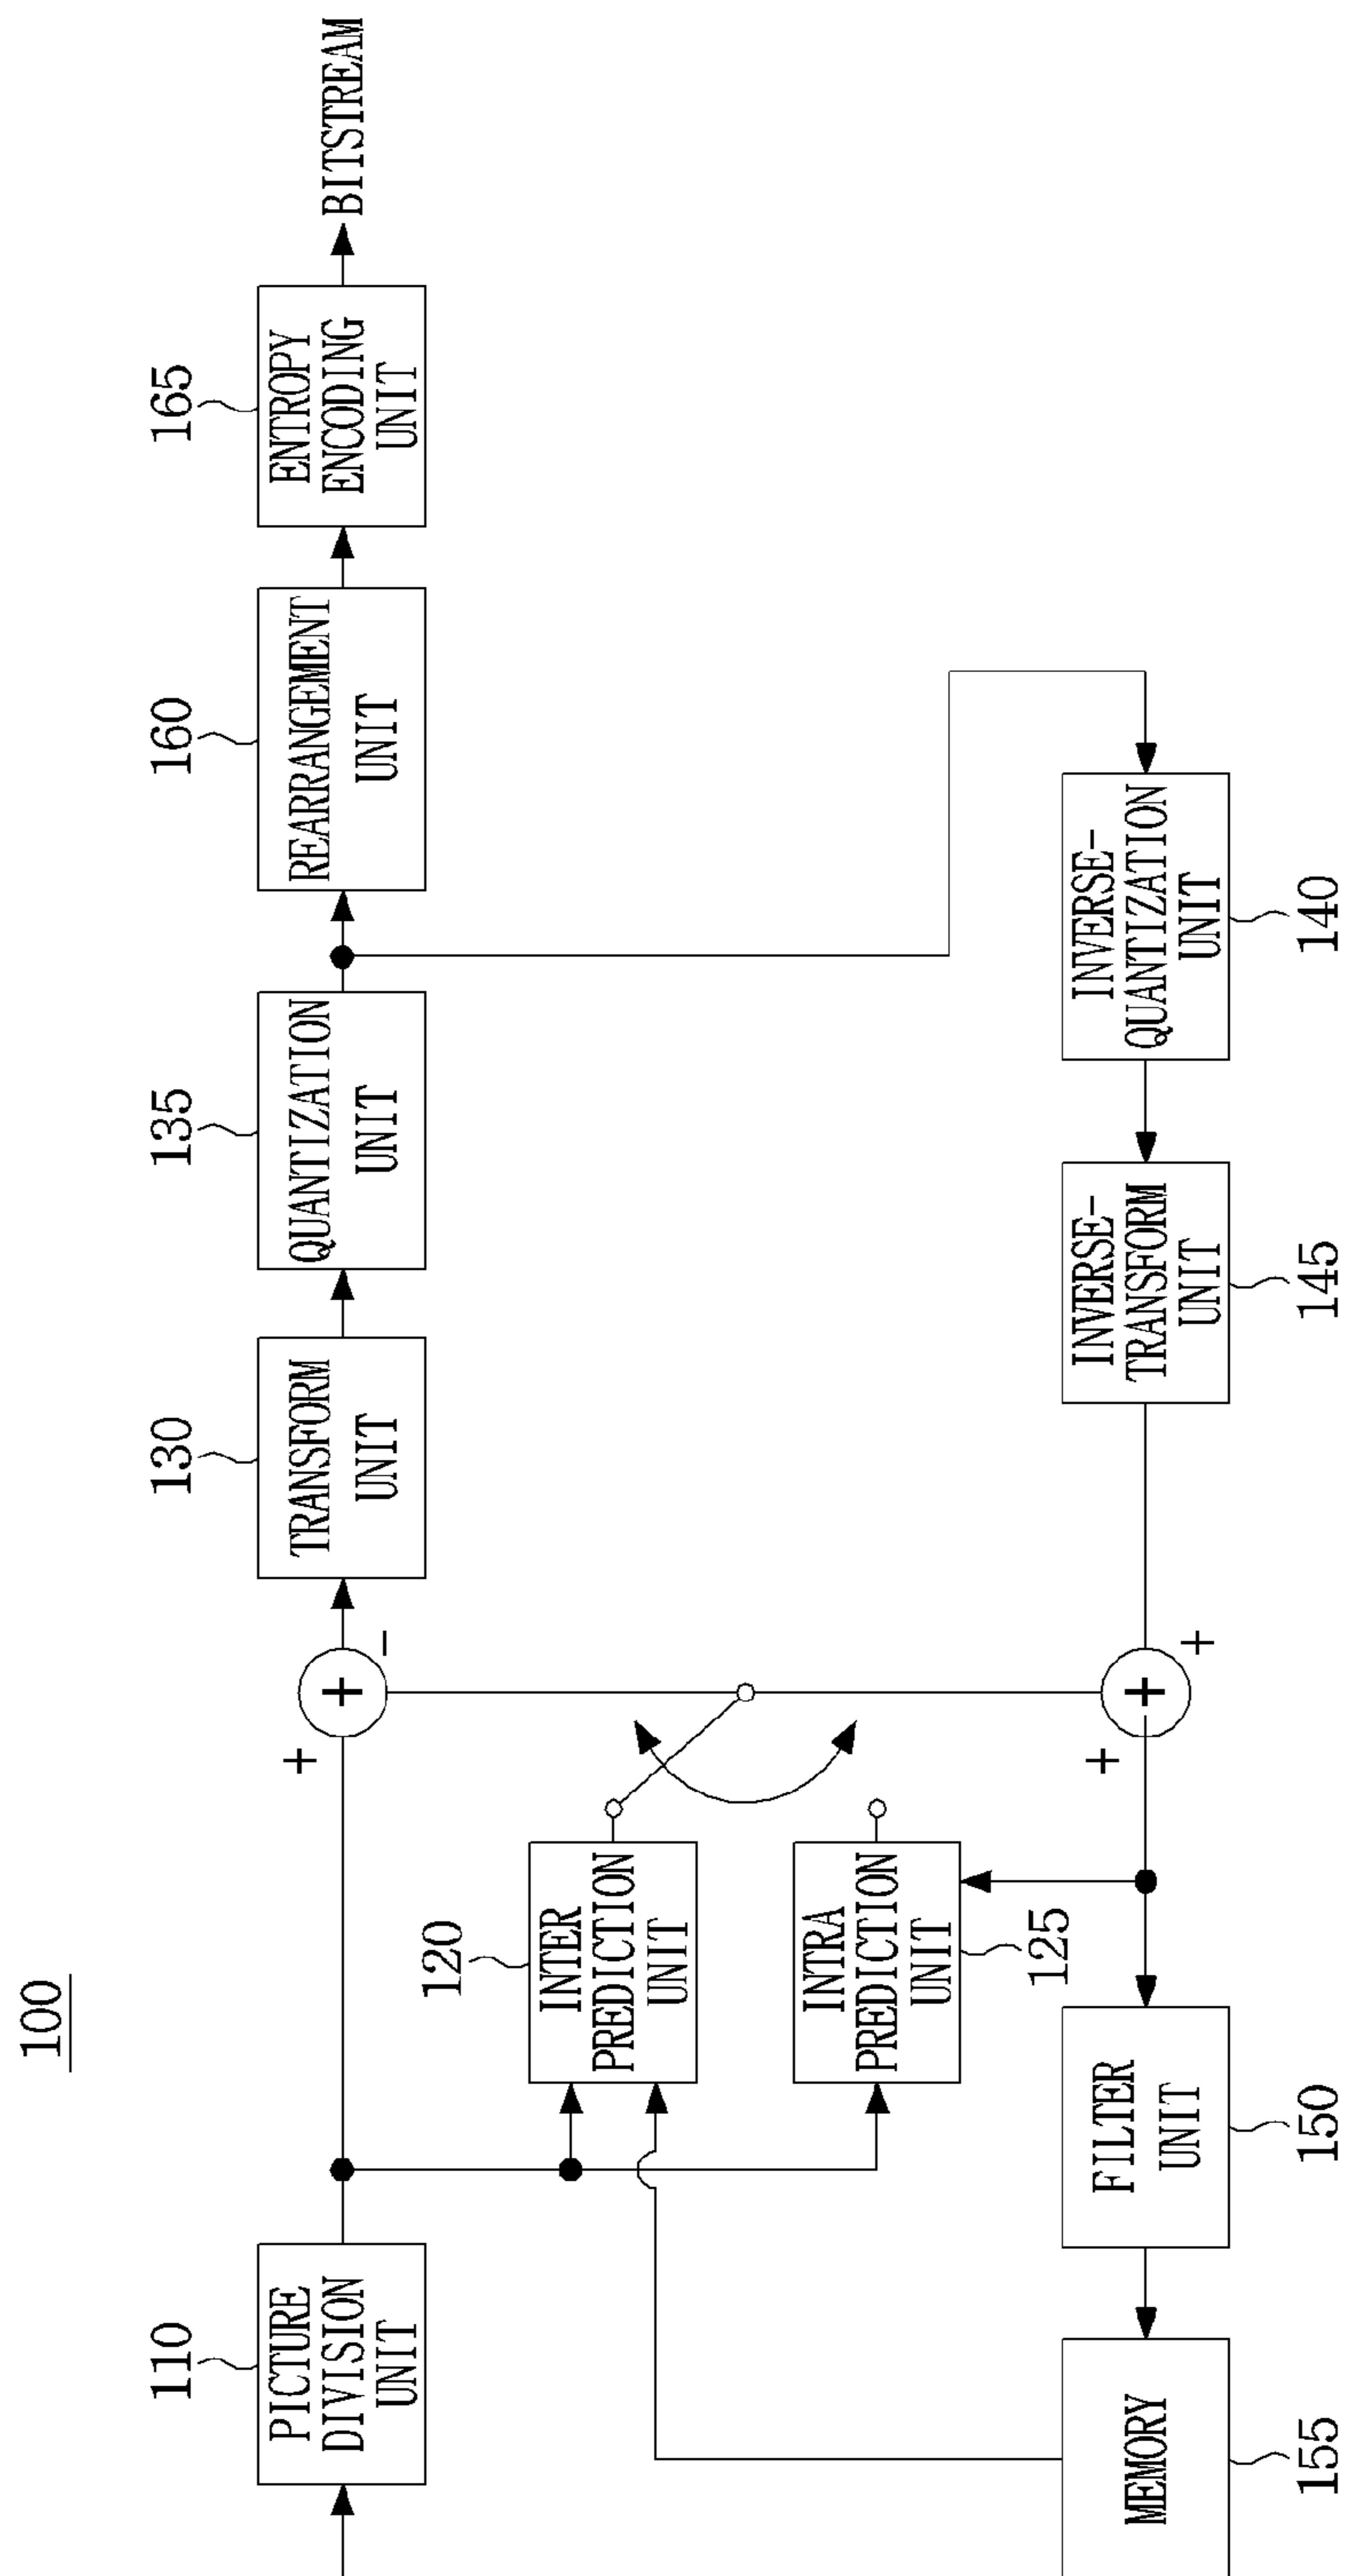 100
110
PICTURE
DIVISION
UNIT
120
INTER
PREDICTION
UNIT
INTRA
PREDICTION
UNIT
125
+
+
−
130
TRANSFORM
UNIT
135
QUANTIZATION
UNIT
160
REARRANGEMENT
UNIT
165
ENTROPY
ENCODING
UNIT
BITSTREAM
MEMORY
155
FILTER
UNIT
150
+
+
+
INVERSE-
TRANSFORM
UNIT
145
INVERSE-
QUANTIZATION
UNIT
140